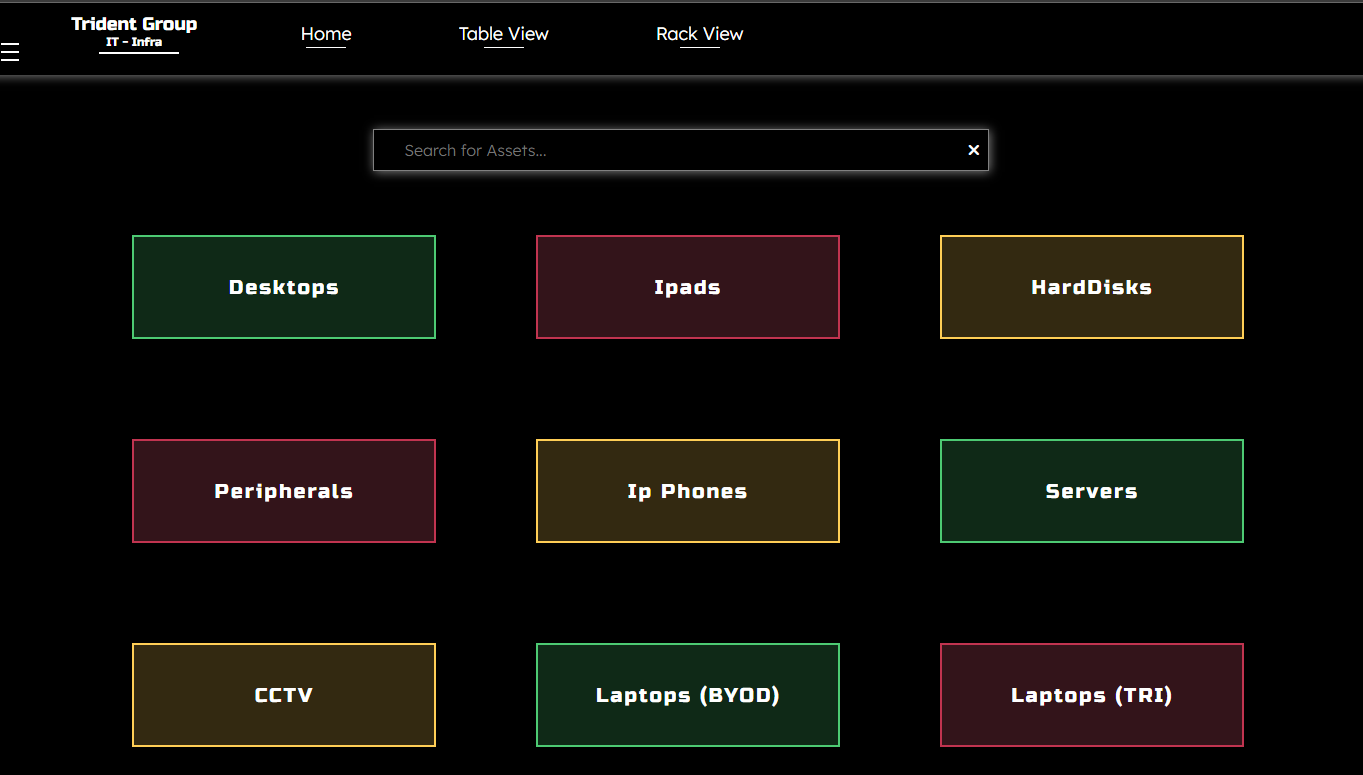 Trident Group
IT - Infra
Home
Table View
Rack View
Search for Assets...
Desktops
Ipads
HardDisks
Peripherals
Ip Phones
Servers
CCTV
Laptops (BYOD)
Laptops (TRI)